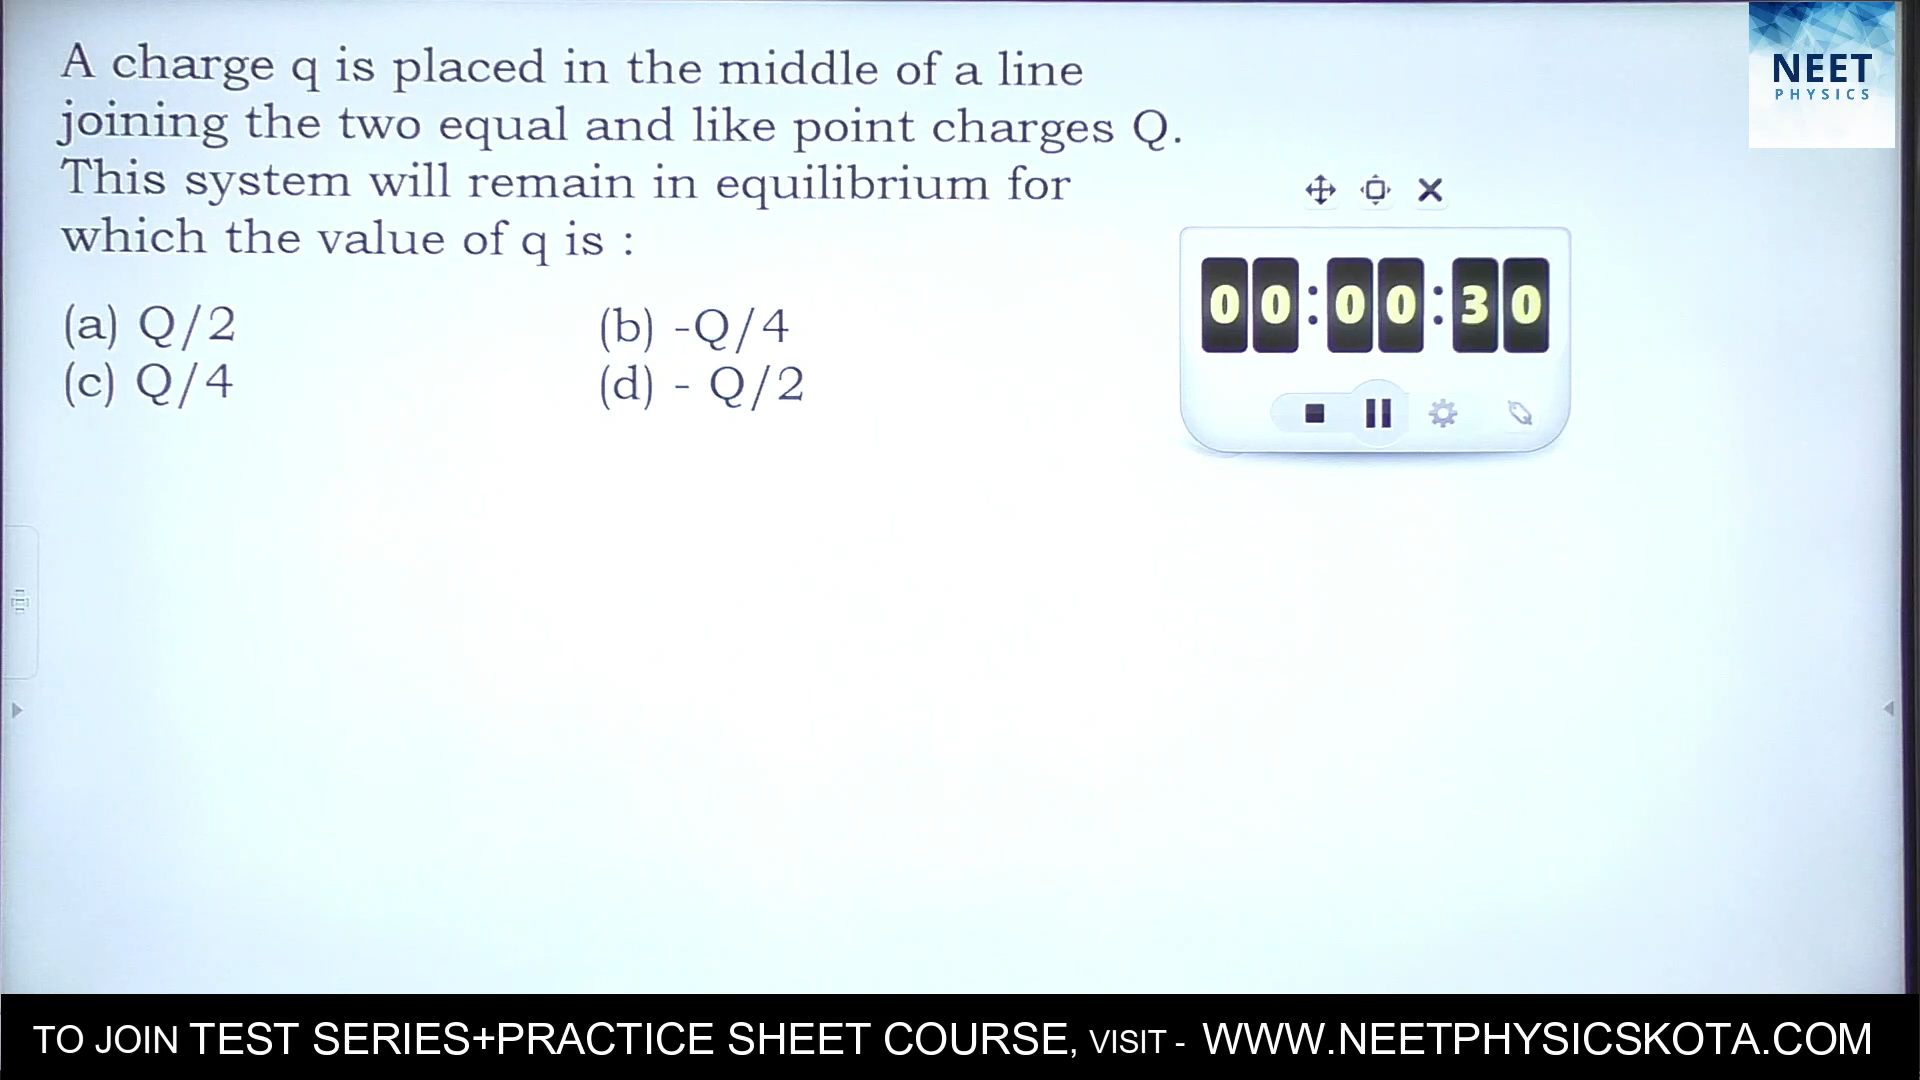 A charge q is placed in the middle of a line
joining the two equal and like point charges Q.
This system will remain in equilibrium for
which the value of q is :
(a) Q/2 (b) -Q/4
(c) Q/4 (d) - Q/2
NEET
PHYSICS
00:00:30
TO JOIN TEST SERIES+PRACTICE SHEET COURSE, VISIT - WWW.NEETPHYSICSKOTA.COM